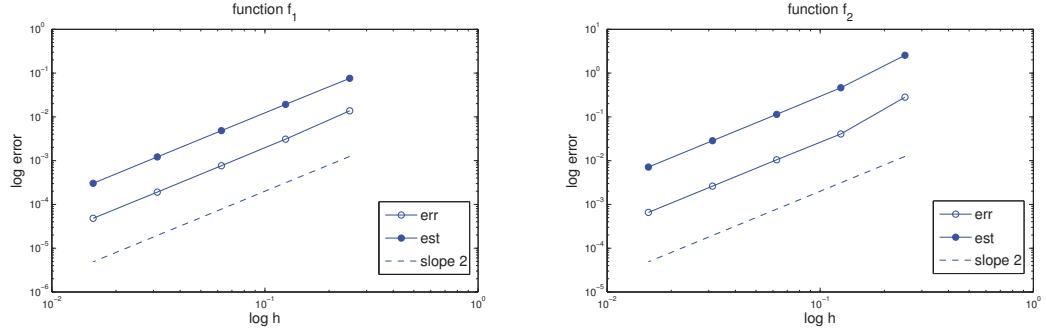 function f1
10^0
10^-1
10^-2
10^-3
10^-4
10^-5
10^-6
log error
err
est
slope 2
10^-2
10^-1
10^0
log h
function f2
10^1
10^0
10^-1
10^-2
10^-3
10^-4
10^-5
10^-6
log error
err
est
slope 2
10^-2
10^-1
10^0
log h